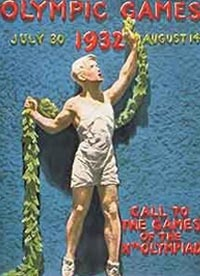 OLYMPIC GAMES
JULY 30 1932 AUGUST 14
CALL TO
THE GAMES
OF THE
XTH OLYMPIAD